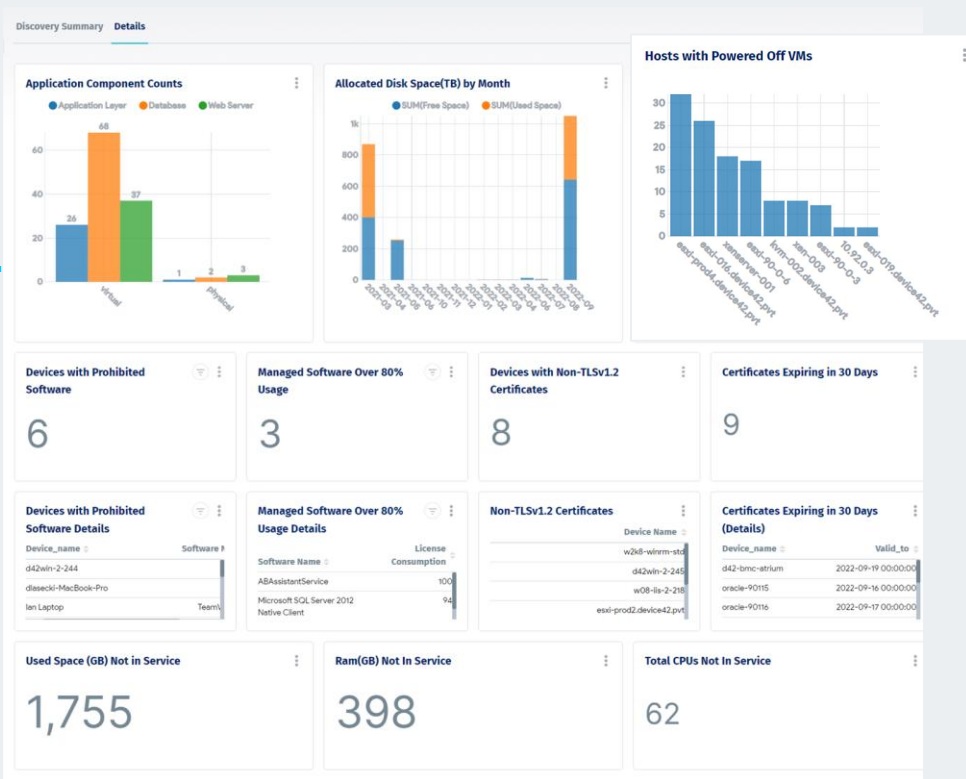 Discovery Summary Details
Application Component Counts
Application Layer Database Web Server
60
40
20
0
26
68
37
1
2
3
virtual
physical
Allocated Disk Space(TB) by Month
SUM(Free Space) SUM(Used Space)
1k
800
600
400
200
0
2021-03
2021-04
2021-05
2021-06
2021-10
2021-11
2021-12
2022-01
2022-02
2022-03
2022-04
2022-06
2022-07
2022-08
2022-09
Hosts with Powered Off VMs
30
25
20
15
10
5
0
esxi-prod4.device42.pvt
esxi-016.device42.pvt
xenserver-001
esxi-90-0-6
kvm-002.device42.pvt
xen-003
esxi-90-0-3
10.92.0.3
esxi-019.device42.pvt
Devices with Prohibited
Software
6
Managed Software Over 80%
Usage
3
Devices with Non-TLSv1.2
Certificates
8
Certificates Expiring in 30 Days
9
Devices with Prohibited
Software Details
Device_name Software
d42win-2-244
dlasecki-MacBook-Pro
Ian Laptop
Managed Software Over 80%
Usage Details
Software Name License
Consumption
ABAssistantService 100
Microsoft SQL Server 2012 94
Native Client
Non-TLSv1.2 Certificates
Device Name
w2k8-winrm-std
d42win-2-245
w08-iis-2-218
esxi-prod2.device42.pvt
Certificates Expiring in 30 Days
(Details)
Device_name Valid_to
d42-bmc-atrium 2022-09-19 00:00:00
oracle-90115 2022-09-16 00:00:00
oracle-90116 2022-09-17 00:00:00
Used Space (GB) Not in Service
1,755
Ram(GB) Not In Service
398
Total CPUs Not In Service
62